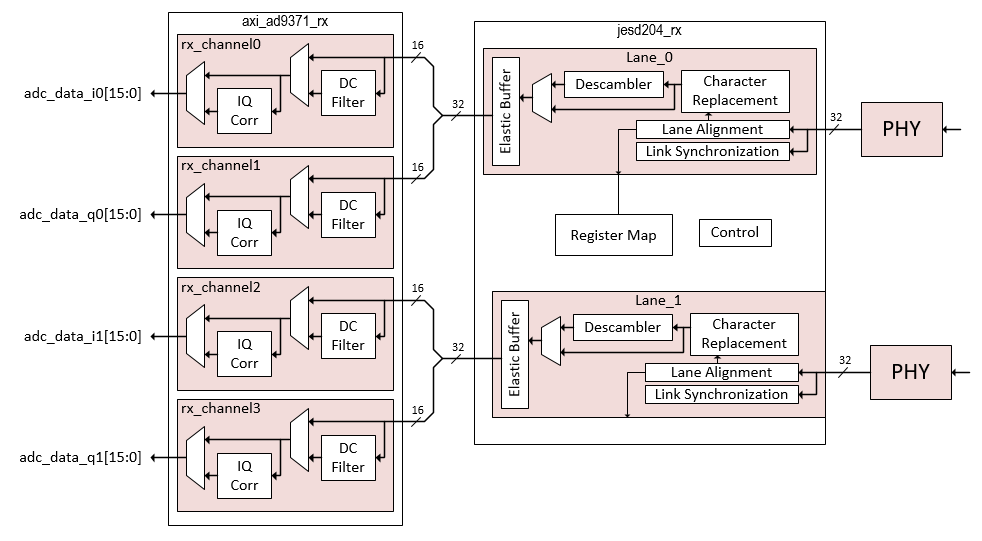 axi_ad9371_rx
rx_channel0
DC
Filter
IQ
Corr
adc_data_i0[15:0]
16
rx_channel1
DC
Filter
IQ
Corr
adc_data_q0[15:0]
16
32
rx_channel2
DC
Filter
IQ
Corr
adc_data_i1[15:0]
16
rx_channel3
DC
Filter
IQ
Corr
adc_data_q1[15:0]
16
32
jesd204_rx
Lane_0
Elastic Buffer
Descambler
Character
Replacement
Lane Alignment
Link Synchronization
32
PHY
Register Map
Control
Lane_1
Elastic Buffer
Descambler
Character
Replacement
Lane Alignment
Link Synchronization
32
PHY